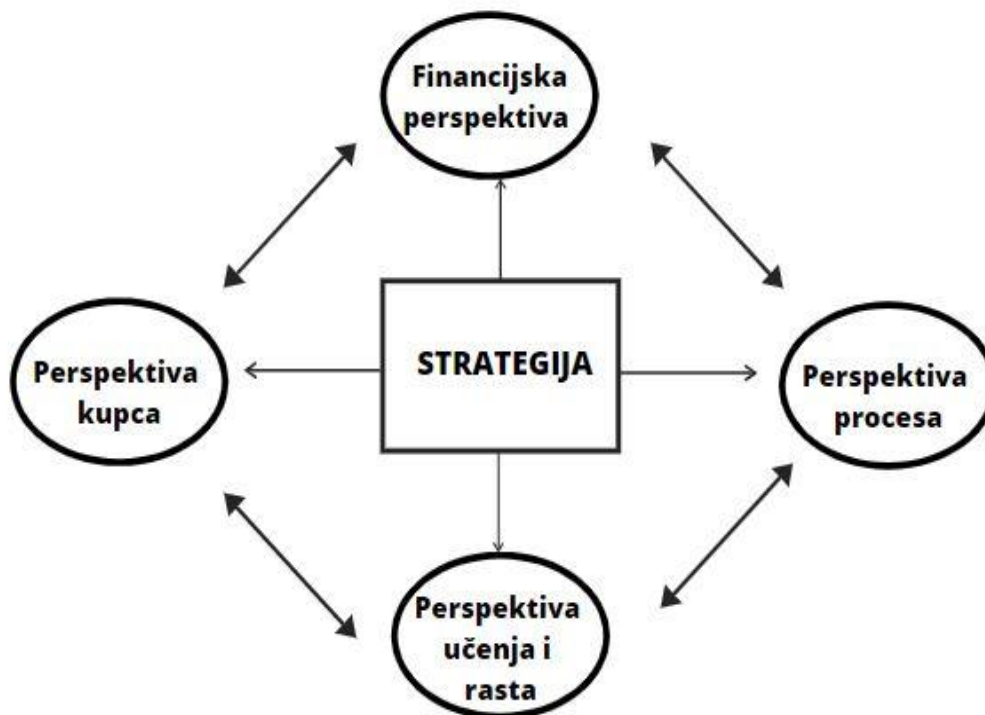 Financijska
perspektiva
Perspektiva
kupca
STRATEGIJA
Perspektiva
procesa
Perspektiva
učenja i
rasta